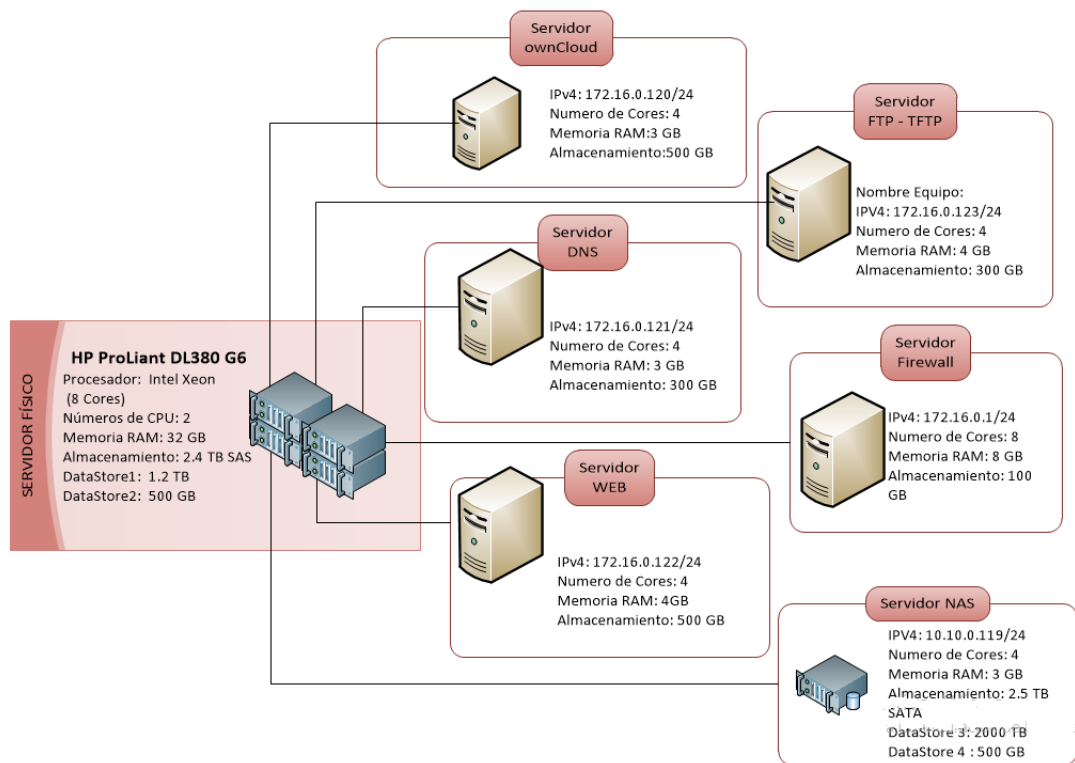 Servidor
ownCloud
IPv4: 172.16.0.120/24
Numero de Cores: 4
Memoria RAM:3 GB
Almacenamiento:500 GB
Servidor
FTP - TFTP
Nombre Equipo:
IPV4: 172.16.0.123/24
Numero de Cores: 4
Memoria RAM: 4 GB
Almacenamiento: 300 GB
Servidor
DNS
IPv4: 172.16.0.121/24
Numero de Cores: 4
Memoria RAM: 3 GB
Almacenamiento: 300 GB
SERVIDOR FÍSICO
HP ProLiant DL380 G6
Procesador: Intel Xeon
(8 Cores)
Números de CPU: 2
Memoria RAM: 32 GB
Almacenamiento: 2.4 TB SAS
DataStore1: 1.2 TB
DataStore2: 500 GB
Servidor
Firewall
IPv4: 172.16.0.1/24
Numero de Cores: 8
Memoria RAM: 8 GB
Almacenamiento: 100
GB
Servidor
WEB
IPv4: 172.16.0.122/24
Numero de Cores: 4
Memoria RAM: 4GB
Almacenamiento: 500 GB
Servidor NAS
IPV4: 10.10.0.119/24
Numero de Cores: 4
Memoria RAM: 3 GB
Almacenamiento: 2.5 TB
SATA
DataStore 3: 2000 TB
DataStore 4 : 500 GB